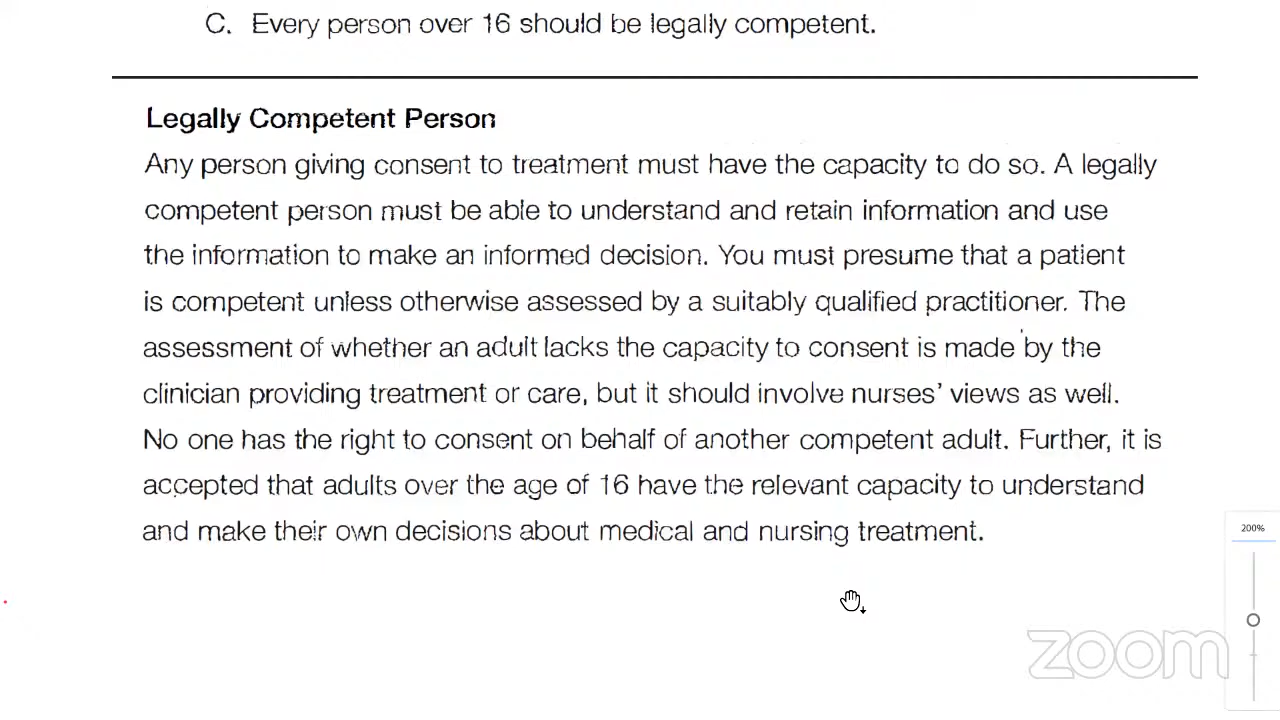 C. Every person over 16 should be legally competent.
Legally Competent Person
Any person giving consent to treatment must have the capacity to do so. A legally
competent person must be able to understand and retain information and use
the information to make an informed decision. You must presume that a patient
is competent unless otherwise assessed by a suitably qualified practitioner. The
assessment of whether an adult lacks the capacity to consent is made by the
clinician providing treatment or care, but it should involve nurses' views as well.
No one has the right to consent on behalf of another competent adult. Further, it is
accepted that adults over the age of 16 have the relevant capacity to understand
and make their own decisions about medical and nursing treatment.
200%
zoom